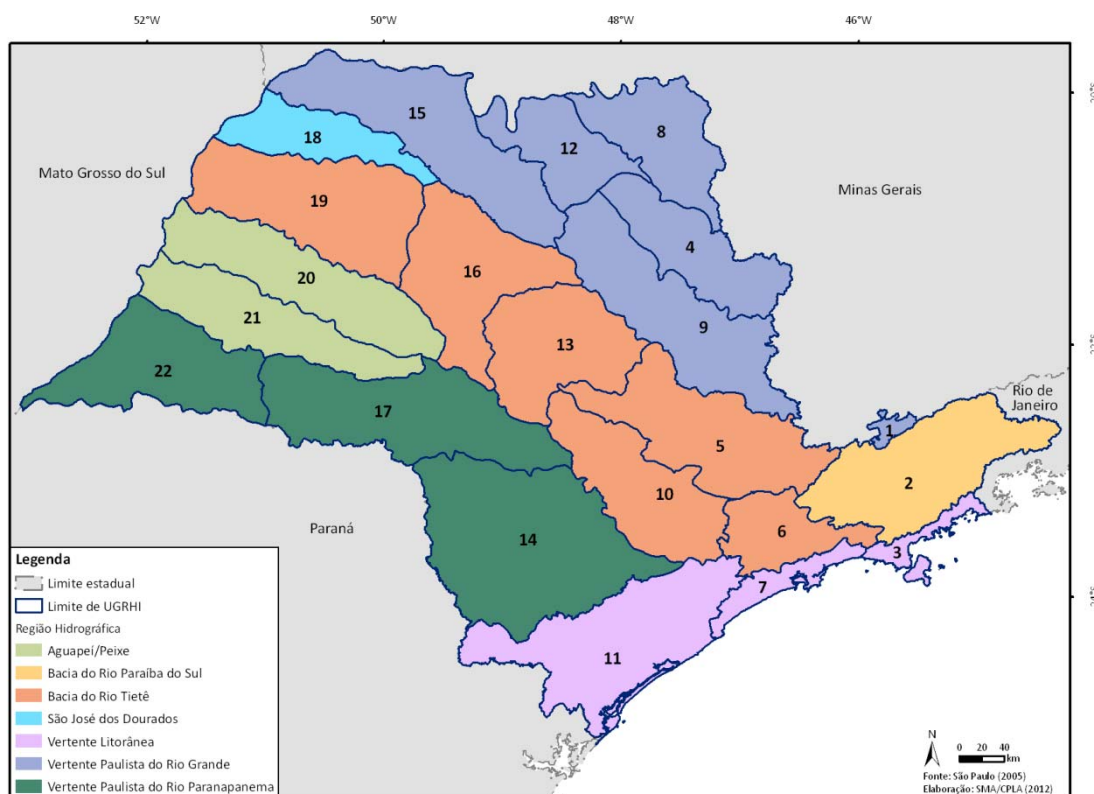 52°W
50°W
48°W
46°W
20°S
15
8
18
12
Mato Grosso do Sul
Minas Gerais
19
4
16
20
21
9
13
22°S
22
Rio de
Janeiro
17
1
5
2
10
Paraná
14
6
3
7
24°S
11
Legenda
Limite estadual
Limite de UGRHI
Região Hidrográfica
Aguapeí/Peixe
Bacia do Rio Paraíba do Sul
Bacia do Rio Tietê
São José dos Dourados
Vertente Litorânea
Vertente Paulista do Rio Grande
Vertente Paulista do Rio Paranapanema
N
0 20 40
km
Fonte: São Paulo (2005)
Elaboração: SMA/CPLA (2012)